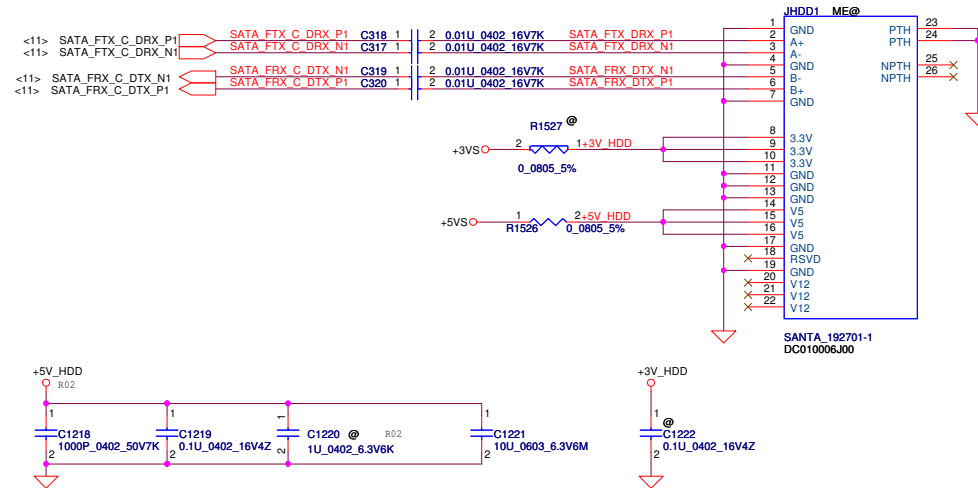 JHDD1 ME@
<11> SATA_FTX_C_DRX_P1 SATA_FTX_C_DRX_P1 C318 1 2 0.01U_0402_16V7K SATA_FTX_DRX_P1
<11> SATA_FTX_C_DRX_N1 SATA_FTX_C_DRX_N1 C317 1 2 0.01U_0402_16V7K SATA_FTX_DRX_N1
<11> SATA_FRX_C_DTX_N1 SATA_FRX_C_DTX_N1 C319 1 2 0.01U_0402_16V7K SATA_FRX_DTX_N1
<11> SATA_FRX_C_DTX_P1 SATA_FRX_C_DTX_P1 C320 1 2 0.01U_0402_16V7K SATA_FRX_DTX_P1
1 GND
2 A+
3 A-
4 GND
5 B-
6 B+
7 GND
8 3.3V
9 3.3V
10 3.3V
11 GND
12 GND
13 GND
14 V5
15 V5
16 V5
17 GND
18 RSVD
19 GND
20 V12
21 V12
22 V12
PTH 23
PTH 24
NPTH 25
NPTH 26
R1527 @
+3VS 2 1 +3V_HDD
0_0805_5%
+5VS 1 2 +5V_HDD
R1526 0_0805_5%
SANTA_192701-1
DC010006J00
+5V_HDD
R02
1 C1218 2
1000P_0402_50V7K
1 C1219 2
0.1U_0402_16V4Z
1 C1220 @ R02 2
1U_0402_6.3V6K
1 C1221 2
10U_0603_6.3V6M
+3V_HDD
1 @
C1222 2
0.1U_0402_16V4Z